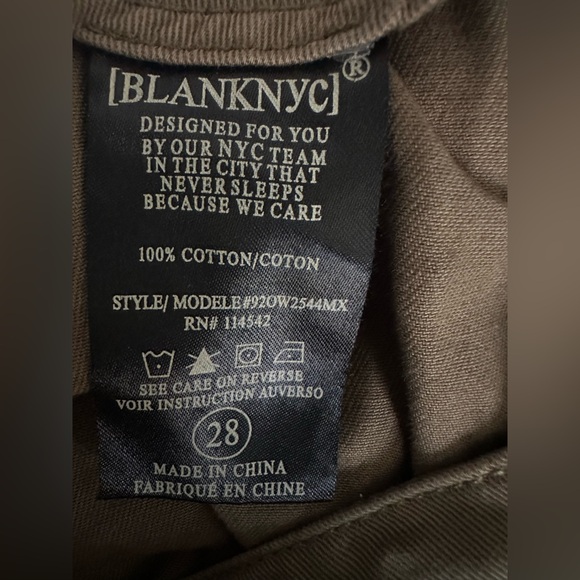 [BLANKNYC]®
DESIGNED FOR YOU
BY OUR NYC TEAM
IN THE CITY THAT
NEVER SLEEPS
BECAUSE WE CARE
100% COTTON/COTON
STYLE/ MODELE#92OW2544MX
RN# 114542
SEE CARE ON REVERSE
VOIR INSTRUCTION AUVERSO
28
MADE IN CHINA
FABRIQUÉ EN CHINE